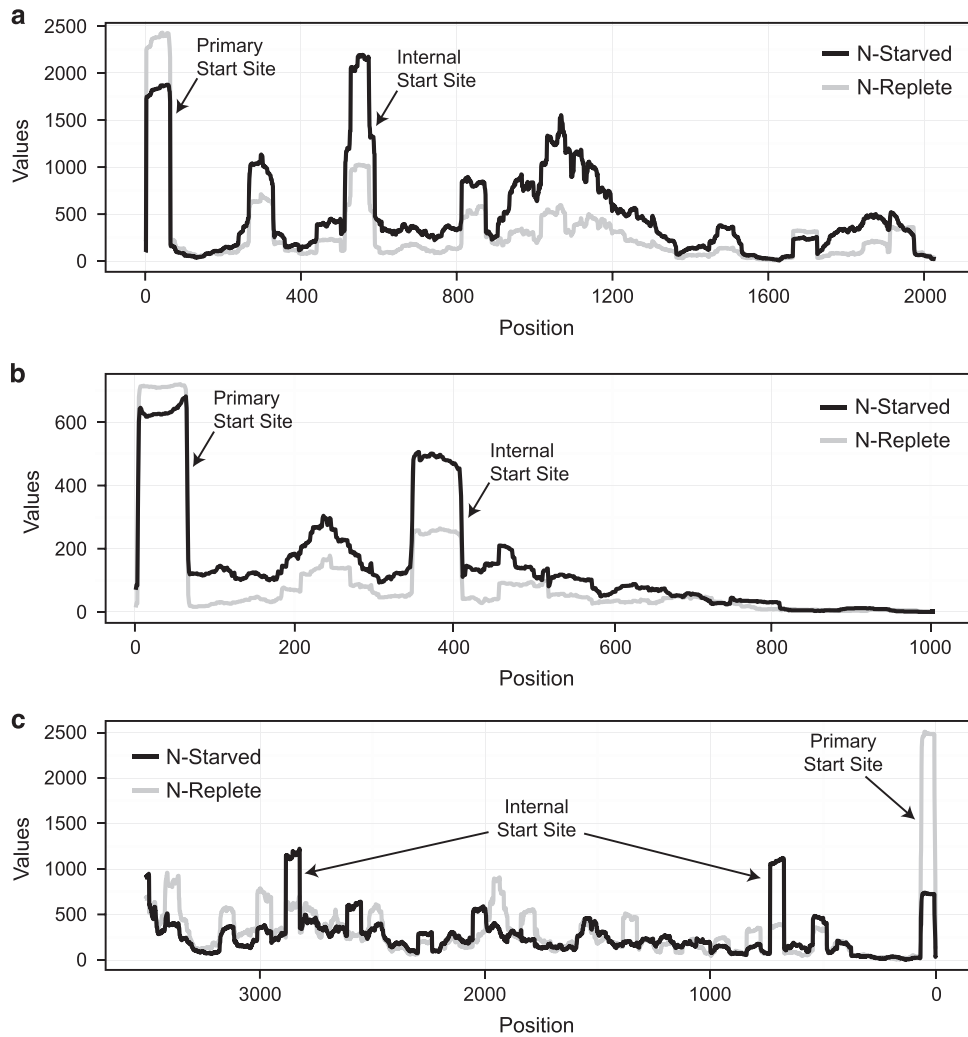 a
2500
2000
1500
1000
500
0
Values
Primary
Start Site
Internal
Start Site
N-Starved
N-Replete
0 400 800 1200 1600 2000
Position
b
600
400
200
0
Values
Primary
Start Site
Internal
Start Site
N-Starved
N-Replete
0 200 400 600 800 1000
Position
c
2500
2000
1500
1000
500
0
Values
N-Starved
N-Replete
Internal
Start Site
Primary
Start Site
3000 2000 1000 0
Position